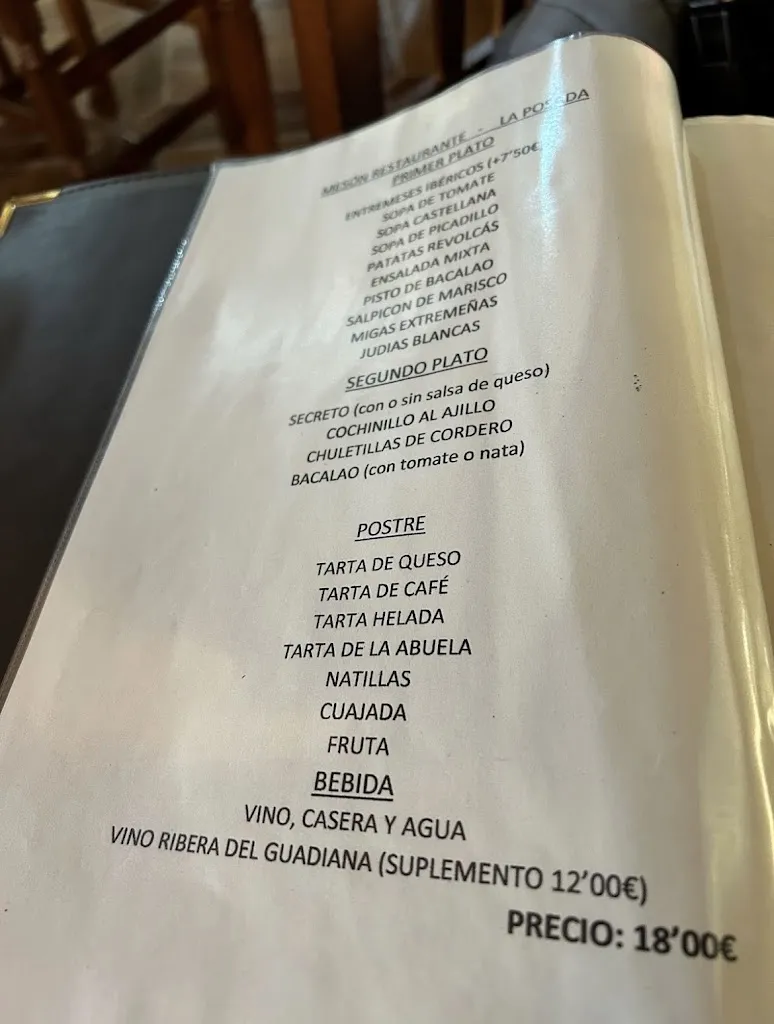 MESÓN RESTAURANTE - LA POSADA
PRIMER PLATO
ENTREMESES IBÉRICOS (+7'50€
SOPA DE TOMATE
SOPA CASTELLANA
SOPA DE PICADILLO
PATATAS REVOLCÁS
ENSALADA MIXTA
PISTO DE BACALAO
SALPICON DE MARISCO
MIGAS EXTREMEÑAS
JUDIAS BLANCAS
SEGUNDO PLATO
SECRETO (con o sin salsa de queso)
COCHINILLO AL AJILLO
CHULETILLAS DE CORDERO
BACALAO (con tomate o nata)
POSTRE
TARTA DE QUESO
TARTA DE CAFÉ
TARTA HELADA
TARTA DE LA ABUELA
NATILLAS
CUAJADA
FRUTA
BEBIDA
VINO, CASERA Y AGUA
VINO RIBERA DEL GUADIANA (SUPLEMENTO 12'00€)
PRECIO: 18'00€